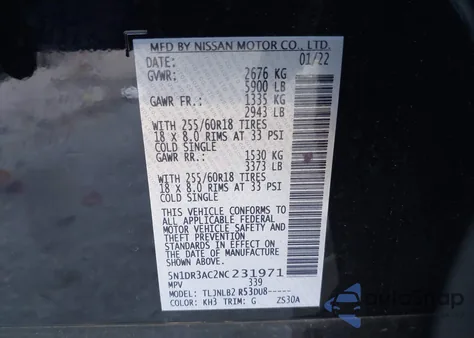 MFD BY NISSAN MOTOR CO., LTD.
DATE: 01/22
GVWR: 2676 KG
5900 LB
GAWR FR.: 1335 KG
2943 LB
WITH 255/60R18 TIRES
18 X 8.0 RIMS AT 33 PSI
COLD SINGLE
GAWR RR.: 1530 KG
3373 LB
WITH 255/60R18 TIRES
18 X 8.0 RIMS AT 33 PSI
COLD SINGLE
THIS VEHICLE CONFORMS TO
ALL APPLICABLE FEDERAL
MOTOR VEHICLE SAFETY
STANDARDS IN EFFECT ON THE
DATE OF MANUFACTURE SHOWN
ABOVE.
5N1DR3AC2NC231971
MPV 339
MODEL: TLJNLB2 R53DU8-----
COLOR: KH3 TRIM: G ZS30A